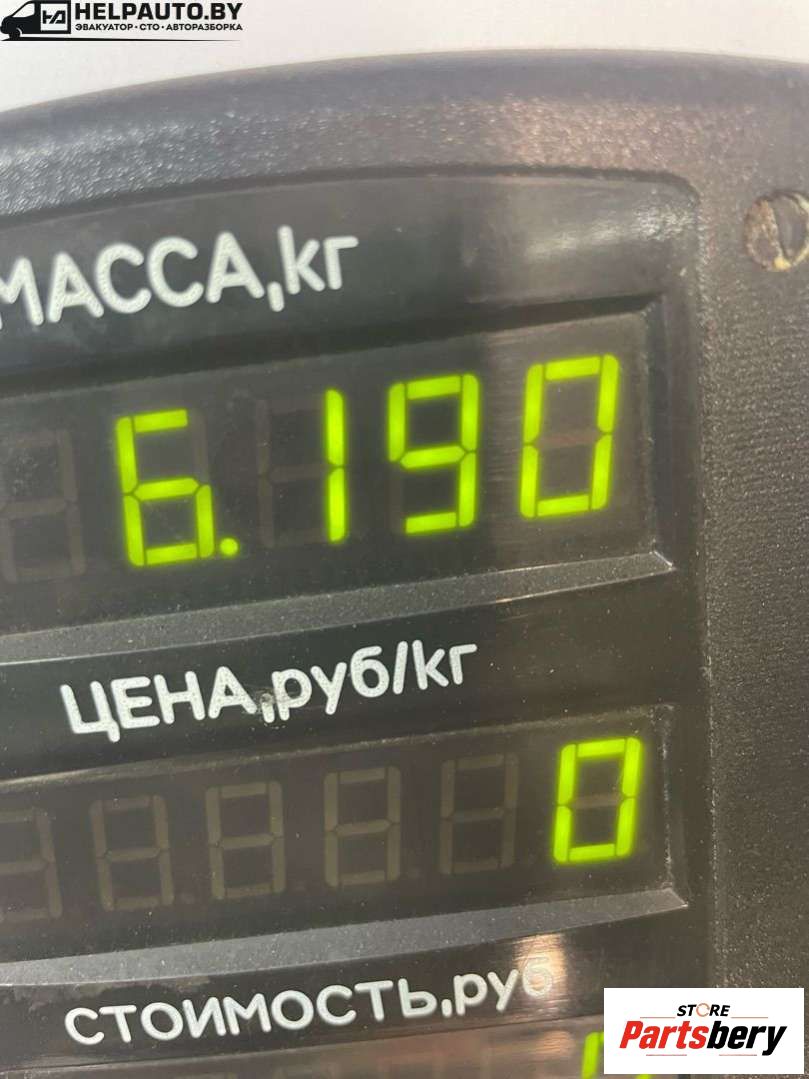 HELPAUTO.BY
ЭВАКУАТОР • СТО • АВТОРАЗБОРКА
МАССА,кг
6.190
ЦЕНА,руб/кг
0
СТОИМОСТЬ,руб
STORE
Partsbery